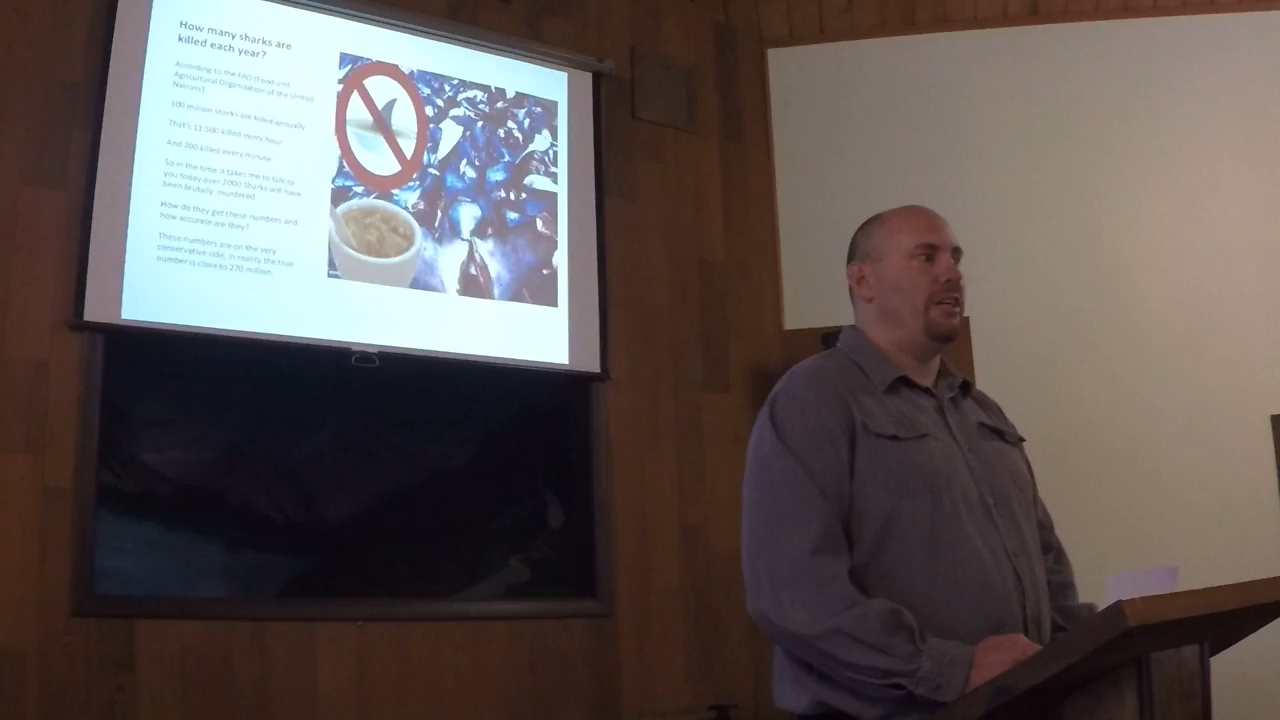 How many sharks are
killed each year?
According to the FAO (Food and
Agricultural Organization of the United
Nations)
100 million sharks are killed annually
That's 11,500 killed every hour
And 200 killed every minute
So in the time it takes me to talk to
you today over 2000 Sharks will have
been brutally murdered
How do they get these numbers and
how accurate are they?
These numbers are on the very
conservative side, in reality the true
number is close to 270 million.